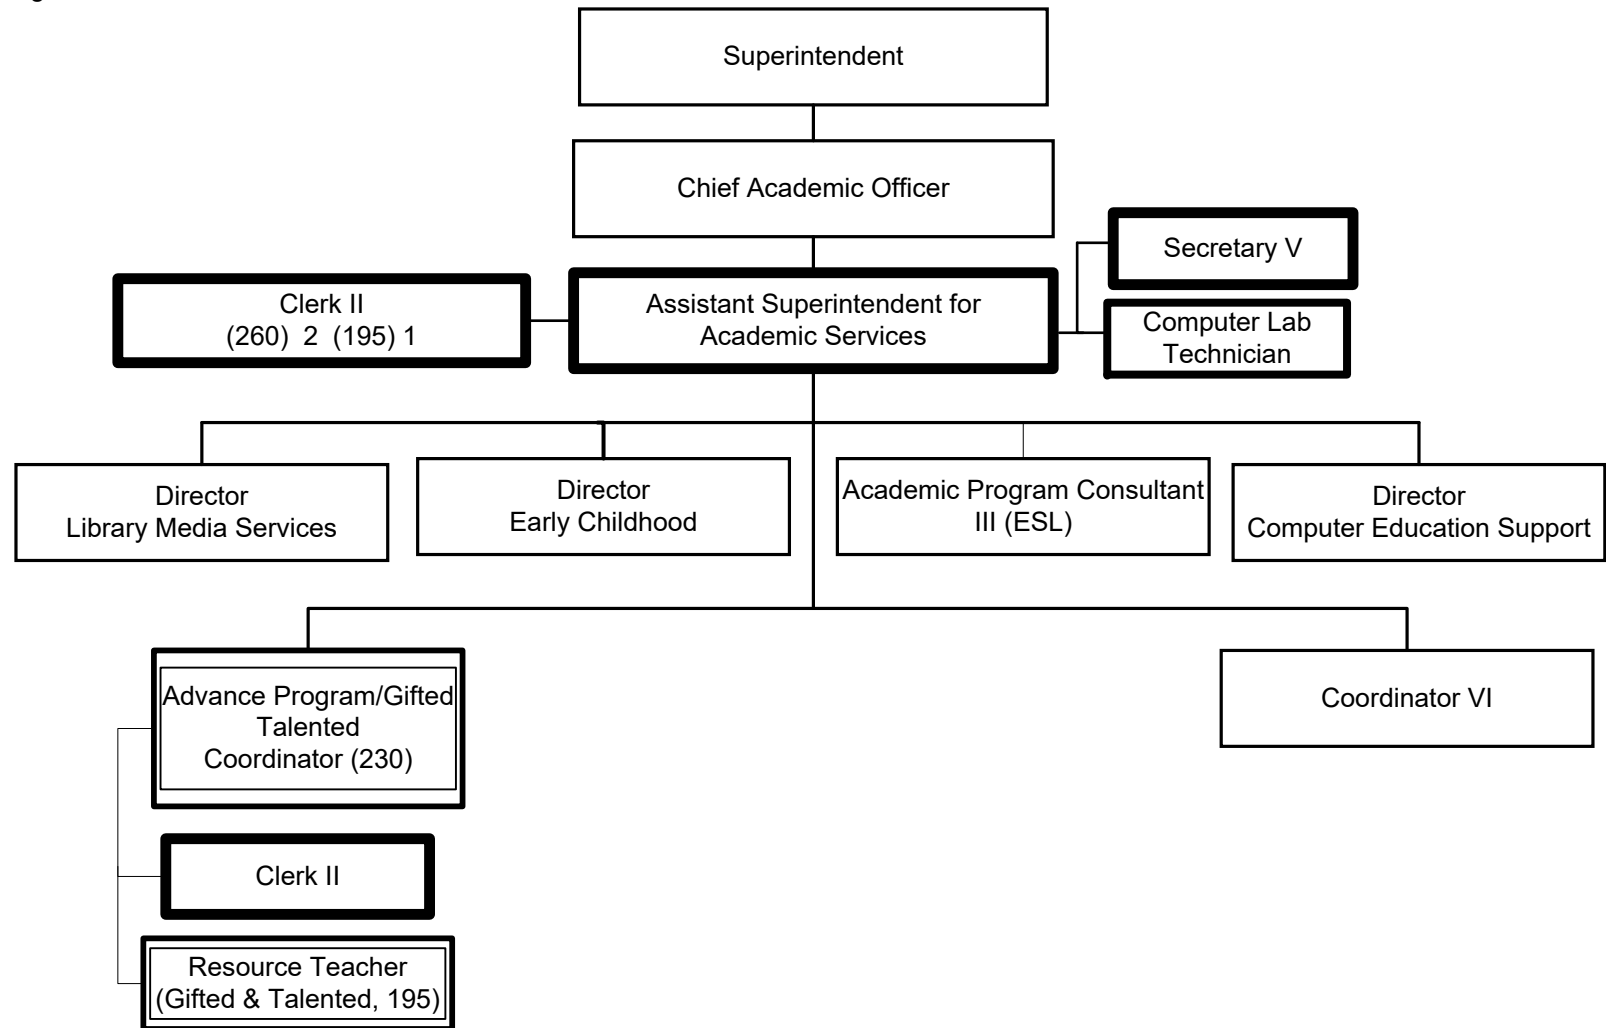 Superintendent
Chief Academic Officer
Secretary V
Clerk II
(260) 2 (195) 1
Assistant Superintendent for
Academic Services
Computer Lab
Technician
Director
Library Media Services
Director
Early Childhood
Academic Program Consultant
III (ESL)
Director
Computer Education Support
Advance Program/Gifted
Talented
Coordinator (230)
Coordinator VI
Clerk II
Resource Teacher
(Gifted & Talented, 195)